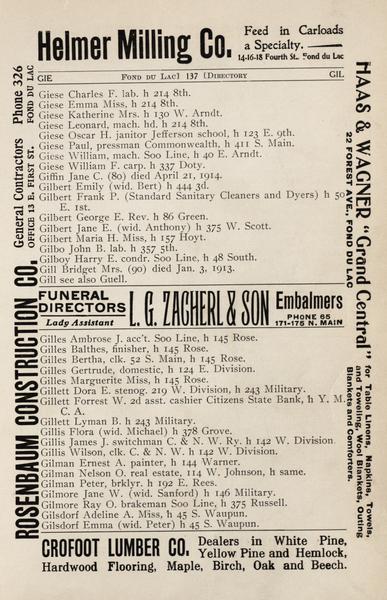 Helmer Milling Co.
Feed in Carloads
a Specialty.
14-16-18 Fourth St., Fond du Lac
GIE FOND DU LAC] 137 [DIRECTORY GIL
Giese Charles F. lab. h 214 8th.
Giese Emma Miss, h 214 8th.
Giese Katherine Mrs. h 130 W. Arndt.
Giese Leonard, mach. hd, h 214 8th.
Giese Oscar H. janitor Jefferson school, h 123 E. 9th.
Giese Paul, pressman Commonwealth, h 411 S. Main.
Giese William, mach. Soo Line, h 40 E. Arndt.
Giese William F. carp. h 337 Doty.
Giffin Jane C. (80) died April 21, 1914.
Gilbert Emily (wid. Bert) h 444 3d.
Gilbert Frank P. (Standard Sanitary Cleaners and Dyers) h 50
E. 1st.
Gilbert George E. Rev. h 86 Green.
Gilbert Jane E. (wid. Anthony) h 375 W. Scott.
Gilbert Maria H. Miss, h 157 Hoyt.
Gilbo John B. lab. h 357 5th.
Gilboy Harry E. condr. Soo Line, h 48 South.
Gill Bridget Mrs. (90) died Jan. 3, 1913.
Gill see also Guell.
FUNERAL
DIRECTORS
Lady Assistant
L. G. ZACHERL & SON
Embalmers
PHONE 65
171-175 N. MAIN
Gilles Ambrose J. acc't. Soo Line, h 145 Rose.
Gilles Balthes, finisher, h 145 Rose.
Gilles Bertha, clk. 52 S. Main, h 145 Rose.
Gilles Gertrude, domestic, h 124 E. Division.
Gilles Marguerite Miss, h 145 Rose.
Gillett Dora E. stenog. 219 W. Division, h 243 Military.
Gillett Forrest W. 2d asst. cashier Citizens State Bank, h Y. M.
C. A.
Gillett Lyman B. h 243 Military.
Gillis Flora (wid. Michael) h 378 Grove.
Gillis James J. switchman C. & N. W. Ry. h 142 W. Division
Gillis Wilson, clk. C. & N. W. h 142 W. Division.
Gilman Ernest A. painter, h 144 Warner.
Gilman Nelson O. real estate, 114 W. Johnson, h same.
Gilman Peter, brklyr. h 192 E. Rees.
Gilmore Jane W. (wid. Sanford) h 146 Military.
Gilmore Ray O. brakeman Soo Line, h 375 Russell.
Gilsdorf Adeline A. Miss, h 45 S. Waupun.
Gilsdorf Emma (wid. Peter) h 45 S. Waupun.
CROFOOT LUMBER CO.
Dealers in White Pine,
Yellow Pine and Hemlock,
Hardwood Flooring, Maple, Birch, Oak and Beech.
ROSENBAUM CONSTRUCTION CO.
General Contractors Phone 326
OFFICE 13 E. FIRST ST. FOND DU LAC
HAAS & WAGNER "Grand Central"
22 FOREST AVE., FOND DU LAC
for Table Linens, Napkins, Towels,
and Toweling, Wool Blankets, Outing
Blankets and Comforters.